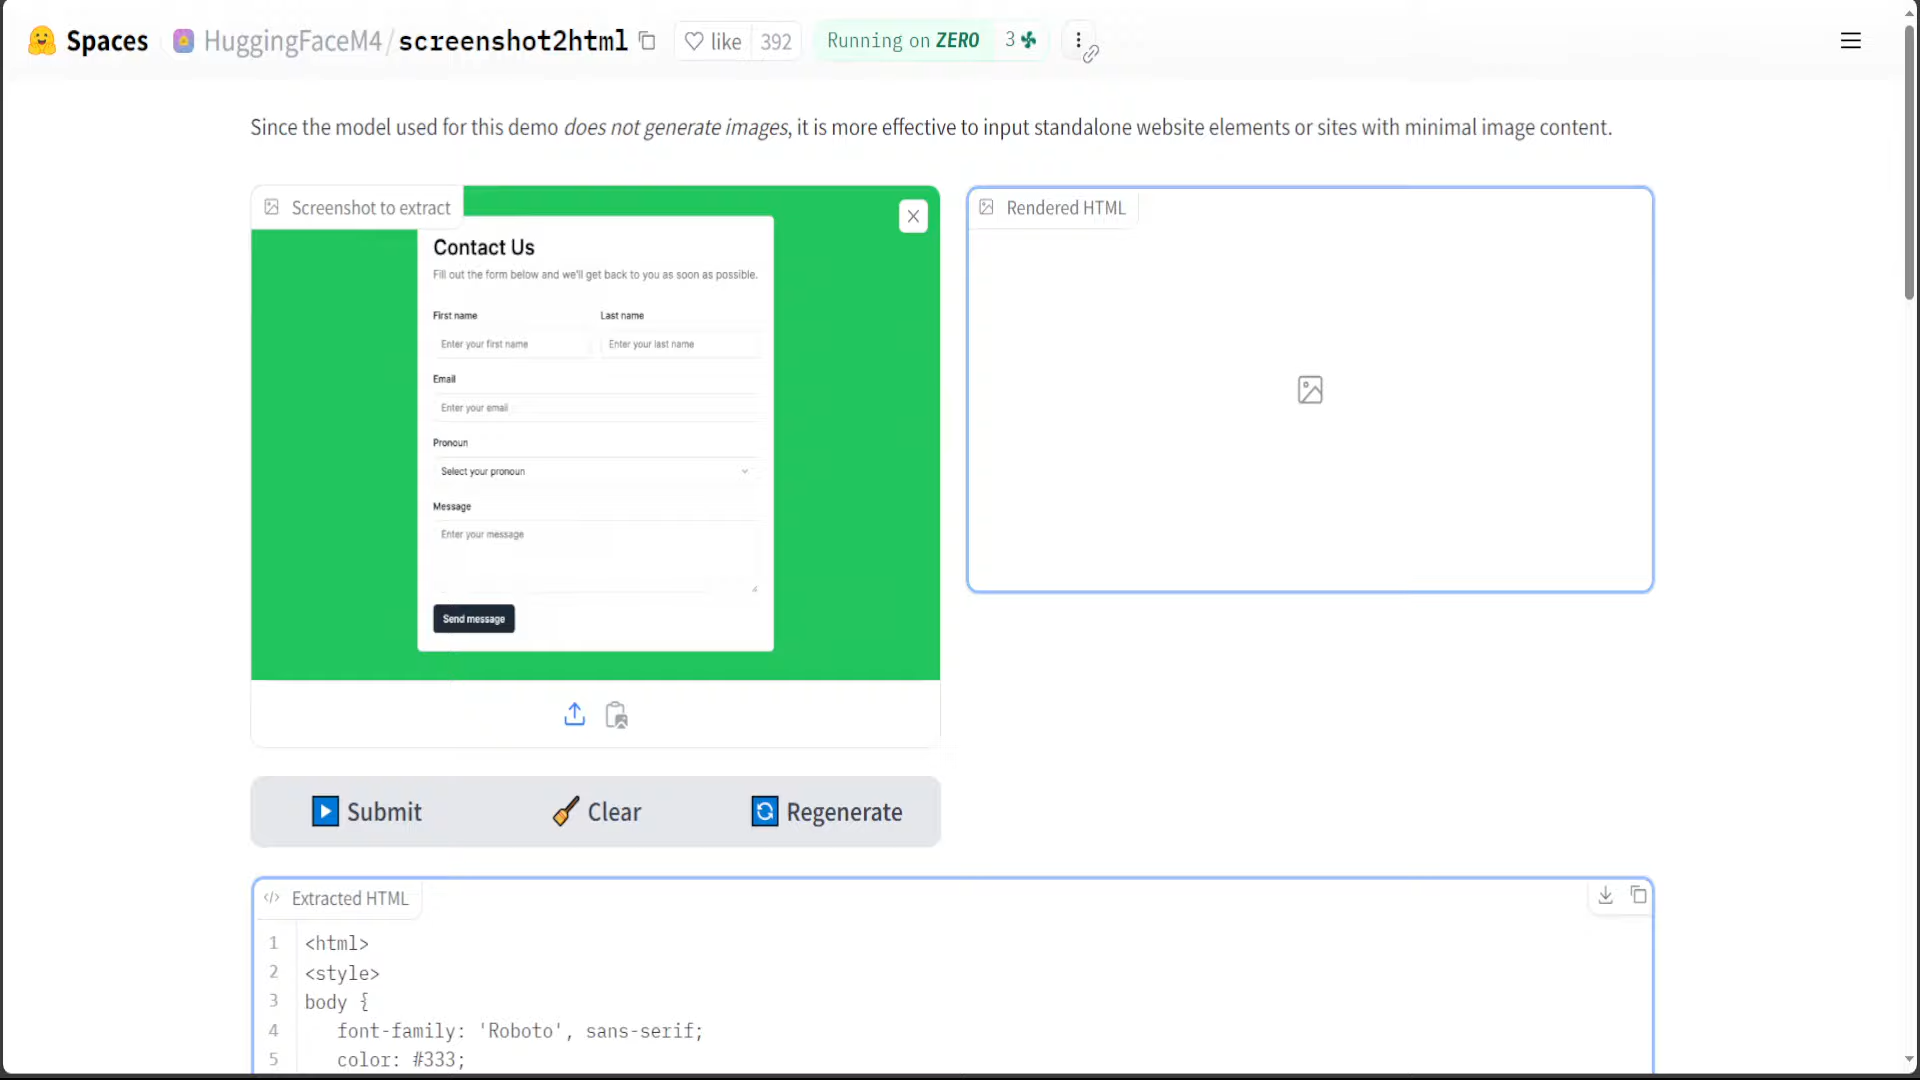 Spaces HuggingFaceM4/screenshot2html like 392 Running on ZERO 3
Since the model used for this demo does not generate images, it is more effective to input standalone website elements or sites with minimal image content.
Screenshot to extract
Contact Us
Fill out the form below and we'll get back to you as soon as possible.
First name Last name
Enter your first name Enter your last name
Email
Enter your email
Pronoun
Select your pronoun
Message
Enter your message
Send message
Rendered HTML
Submit Clear Regenerate
</> Extracted HTML
1 <html>
2 <style>
3 body {
4 font-family: 'Roboto', sans-serif;
5 color: #333;